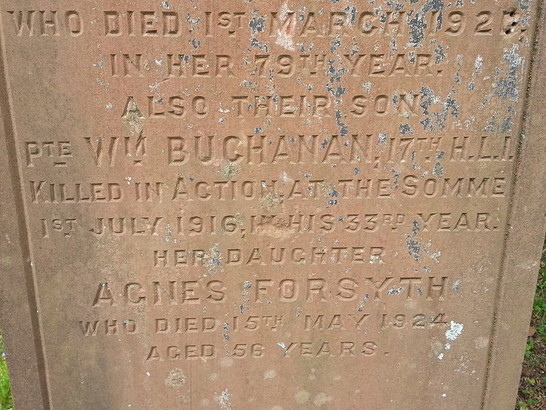 WHO DIED 1ST MARCH 192
IN HER 79TH YEAR.
ALSO THEIR SON
PTE WM BUCHANAN, 17TH H.L.I.
KILLED IN ACTION, AT THE SOMME
1ST JULY 1916, IN HIS 33RD YEAR.
HER DAUGHTER
AGNES FORSYTH
WHO DIED 15TH MAY 1924
AGED 56 YEARS.